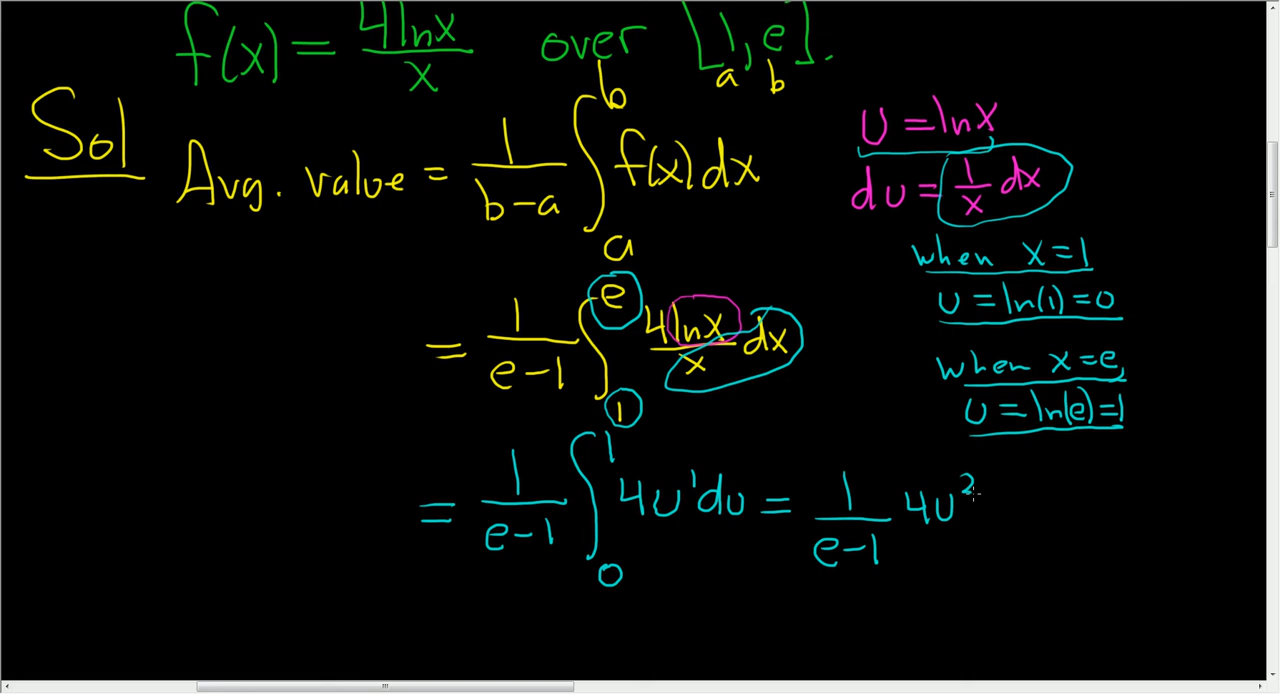 f(x) = 4lnx / x over [1, e].
a b
Sol
Avg. value = 1/(b-a) ∫_a^b f(x) dx
= 1/(e-1) ∫_1^e 4lnx/x dx
= 1/(e-1) ∫_0^1 4u^1 du = 1/(e-1) 4u^2
u = lnx
du = 1/x dx
when x = 1
u = ln(1) = 0
when x = e,
u = ln(e) = 1